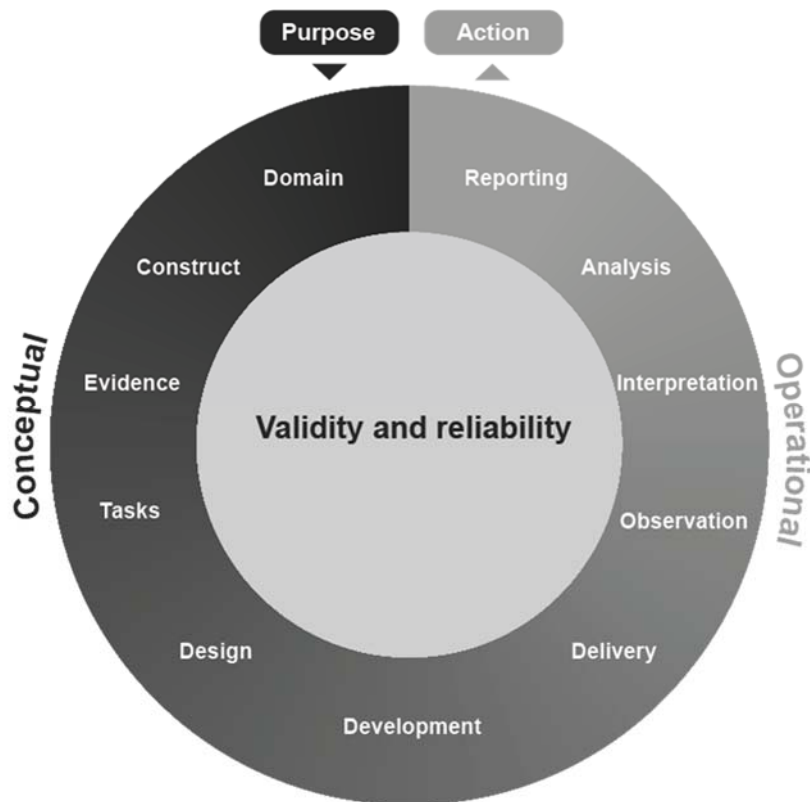 Purpose
Action
Domain
Reporting
Construct
Analysis
Conceptual
Evidence
Interpretation
Operational
Validity and reliability
Tasks
Observation
Design
Delivery
Development